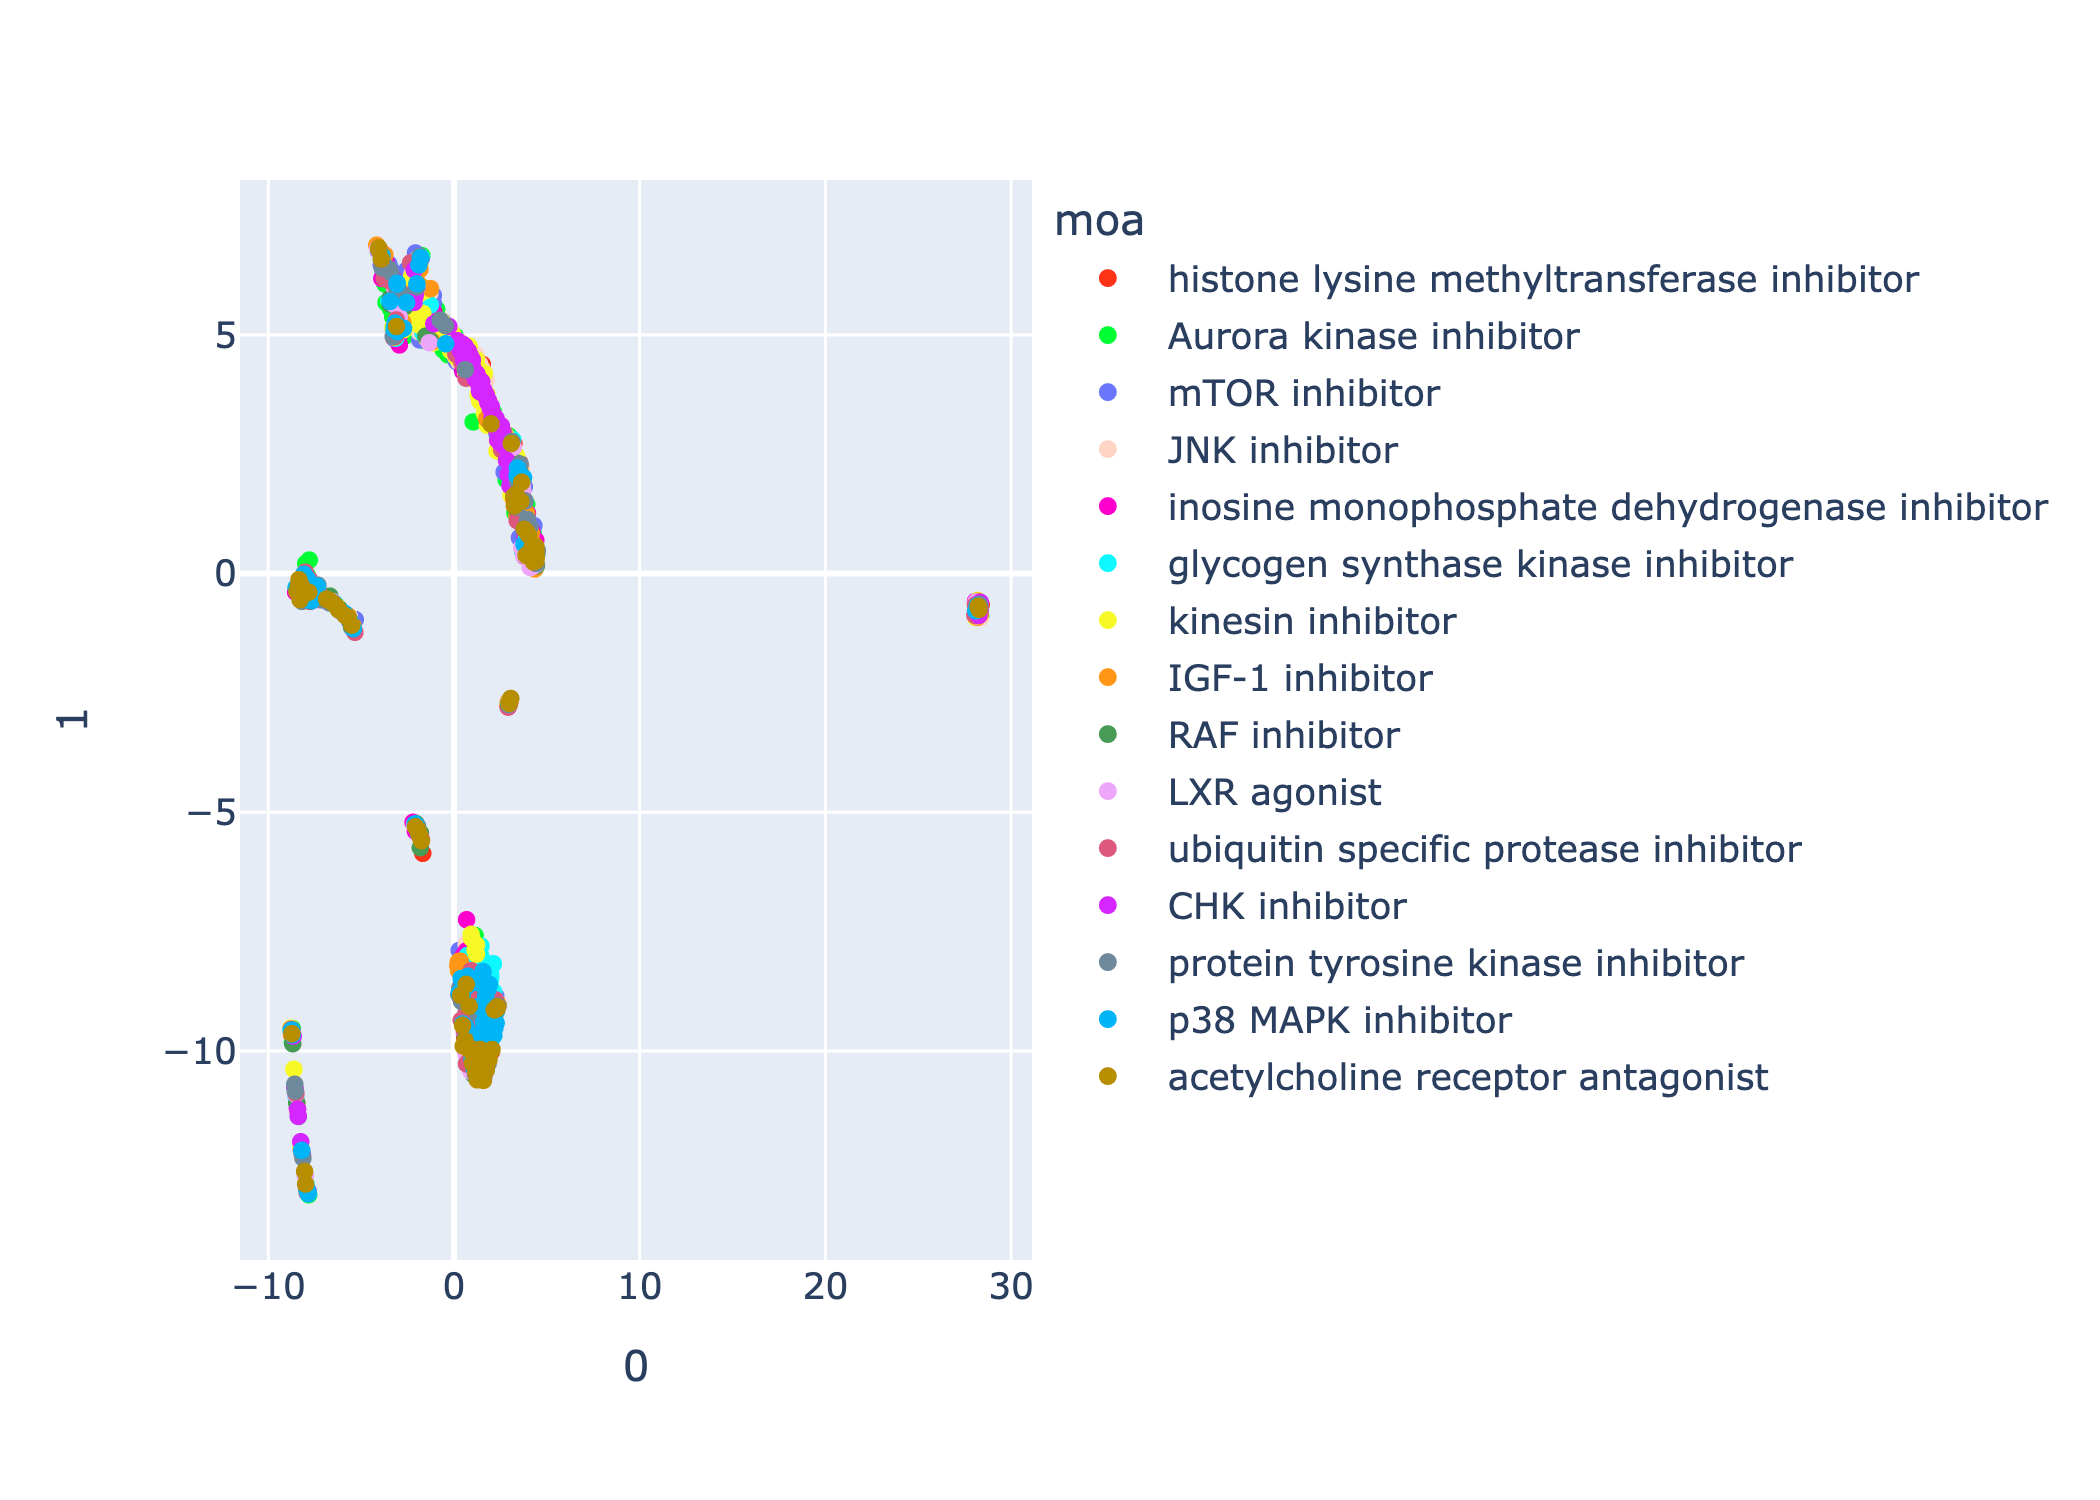 moa
histone lysine methyltransferase inhibitor
Aurora kinase inhibitor
mTOR inhibitor
JNK inhibitor
inosine monophosphate dehydrogenase inhibitor
glycogen synthase kinase inhibitor
kinesin inhibitor
IGF-1 inhibitor
RAF inhibitor
LXR agonist
ubiquitin specific protease inhibitor
CHK inhibitor
protein tyrosine kinase inhibitor
p38 MAPK inhibitor
acetylcholine receptor antagonist
5
0
−5
−10
1
−10 0 10 20 30
0